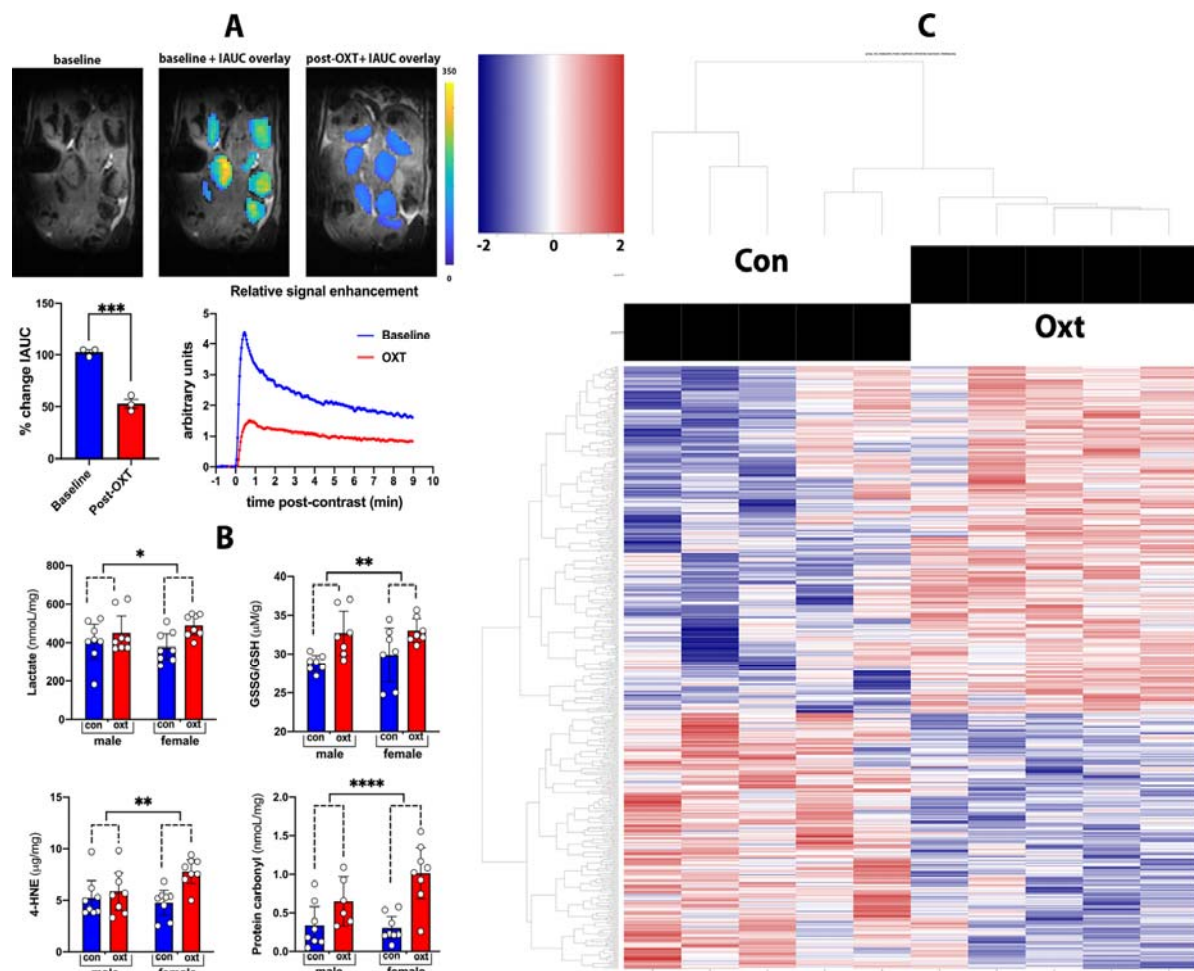 A
baseline
baseline + IAUC overlay
post-OXT+ IAUC overlay
350
0
150
100
50
0
% change IAUC
***
Baseline
Post-OXT
Relative signal enhancement
Baseline
OXT
5
4
3
2
1
0
arbitrary units
-1 0 1 2 3 4 5 6 7 8 9 10
time post-contrast (min)
B
800
600
400
200
0
Lactate (nmoL/mg)
*
con oxt con oxt
male female
40
35
30
25
20
GSSG/GSH (µM/g)
**
con oxt con oxt
male female
15
10
5
0
4-HNE (µg/mg)
**
con oxt con oxt
male female
2.0
1.5
1.0
0.5
0.0
Protein carbonyl (nmoL/mg)
****
con oxt con oxt
male female
C
-2 0 2
Con
Oxt